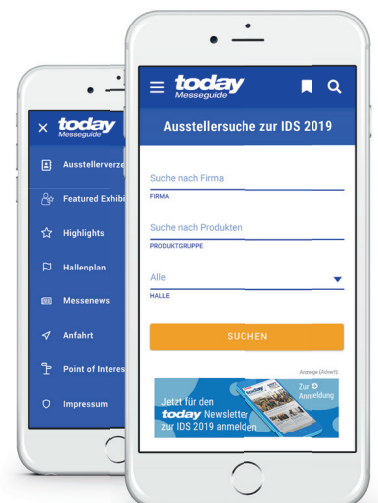 today
Messeguide
Ausstellerverze
Featured Exhibi
Highlights
Hallenplan
Messenews
Anfahrt
Point of Interes
Impressum
today
Messeguide
Ausstellersuche zur IDS 2019
Suche nach Firma
FIRMA
Suche nach Produkten
PRODUKTGRUPPE
Alle
HALLE
SUCHEN
Anzeige (Advert)
Jetzt für den
today Newsletter
zur IDS 2019 anmelden
Zur
Anmeldung